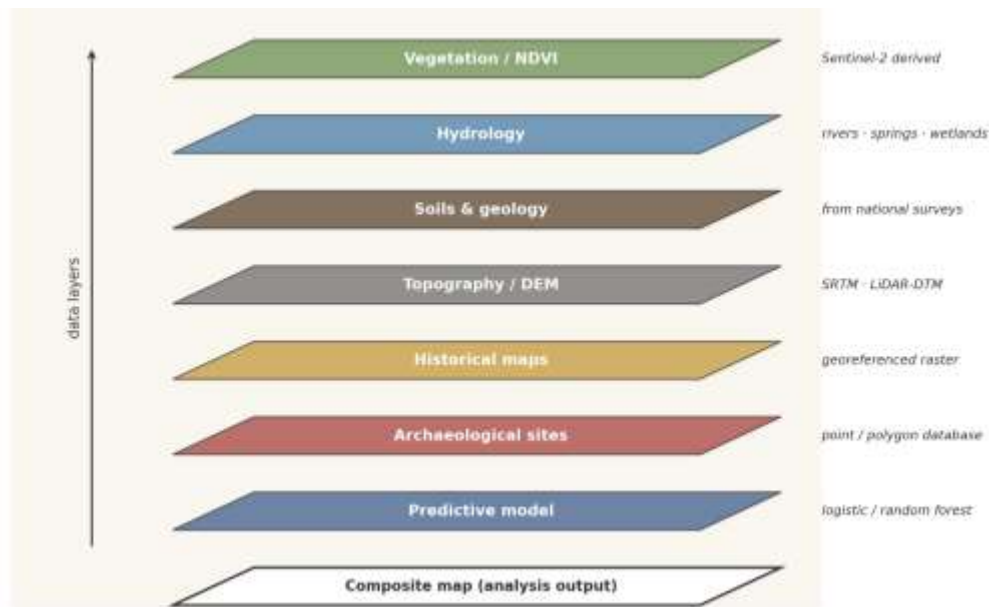 Vegetation / NDVI
Sentinel-2 derived
Hydrology
rivers · springs · wetlands
Soils & geology
from national surveys
Topography / DEM
SRTM · LiDAR-DTM
data layers
Historical maps
georeferenced raster
Archaeological sites
point / polygon database
Predictive model
logistic / random forest
Composite map (analysis output)